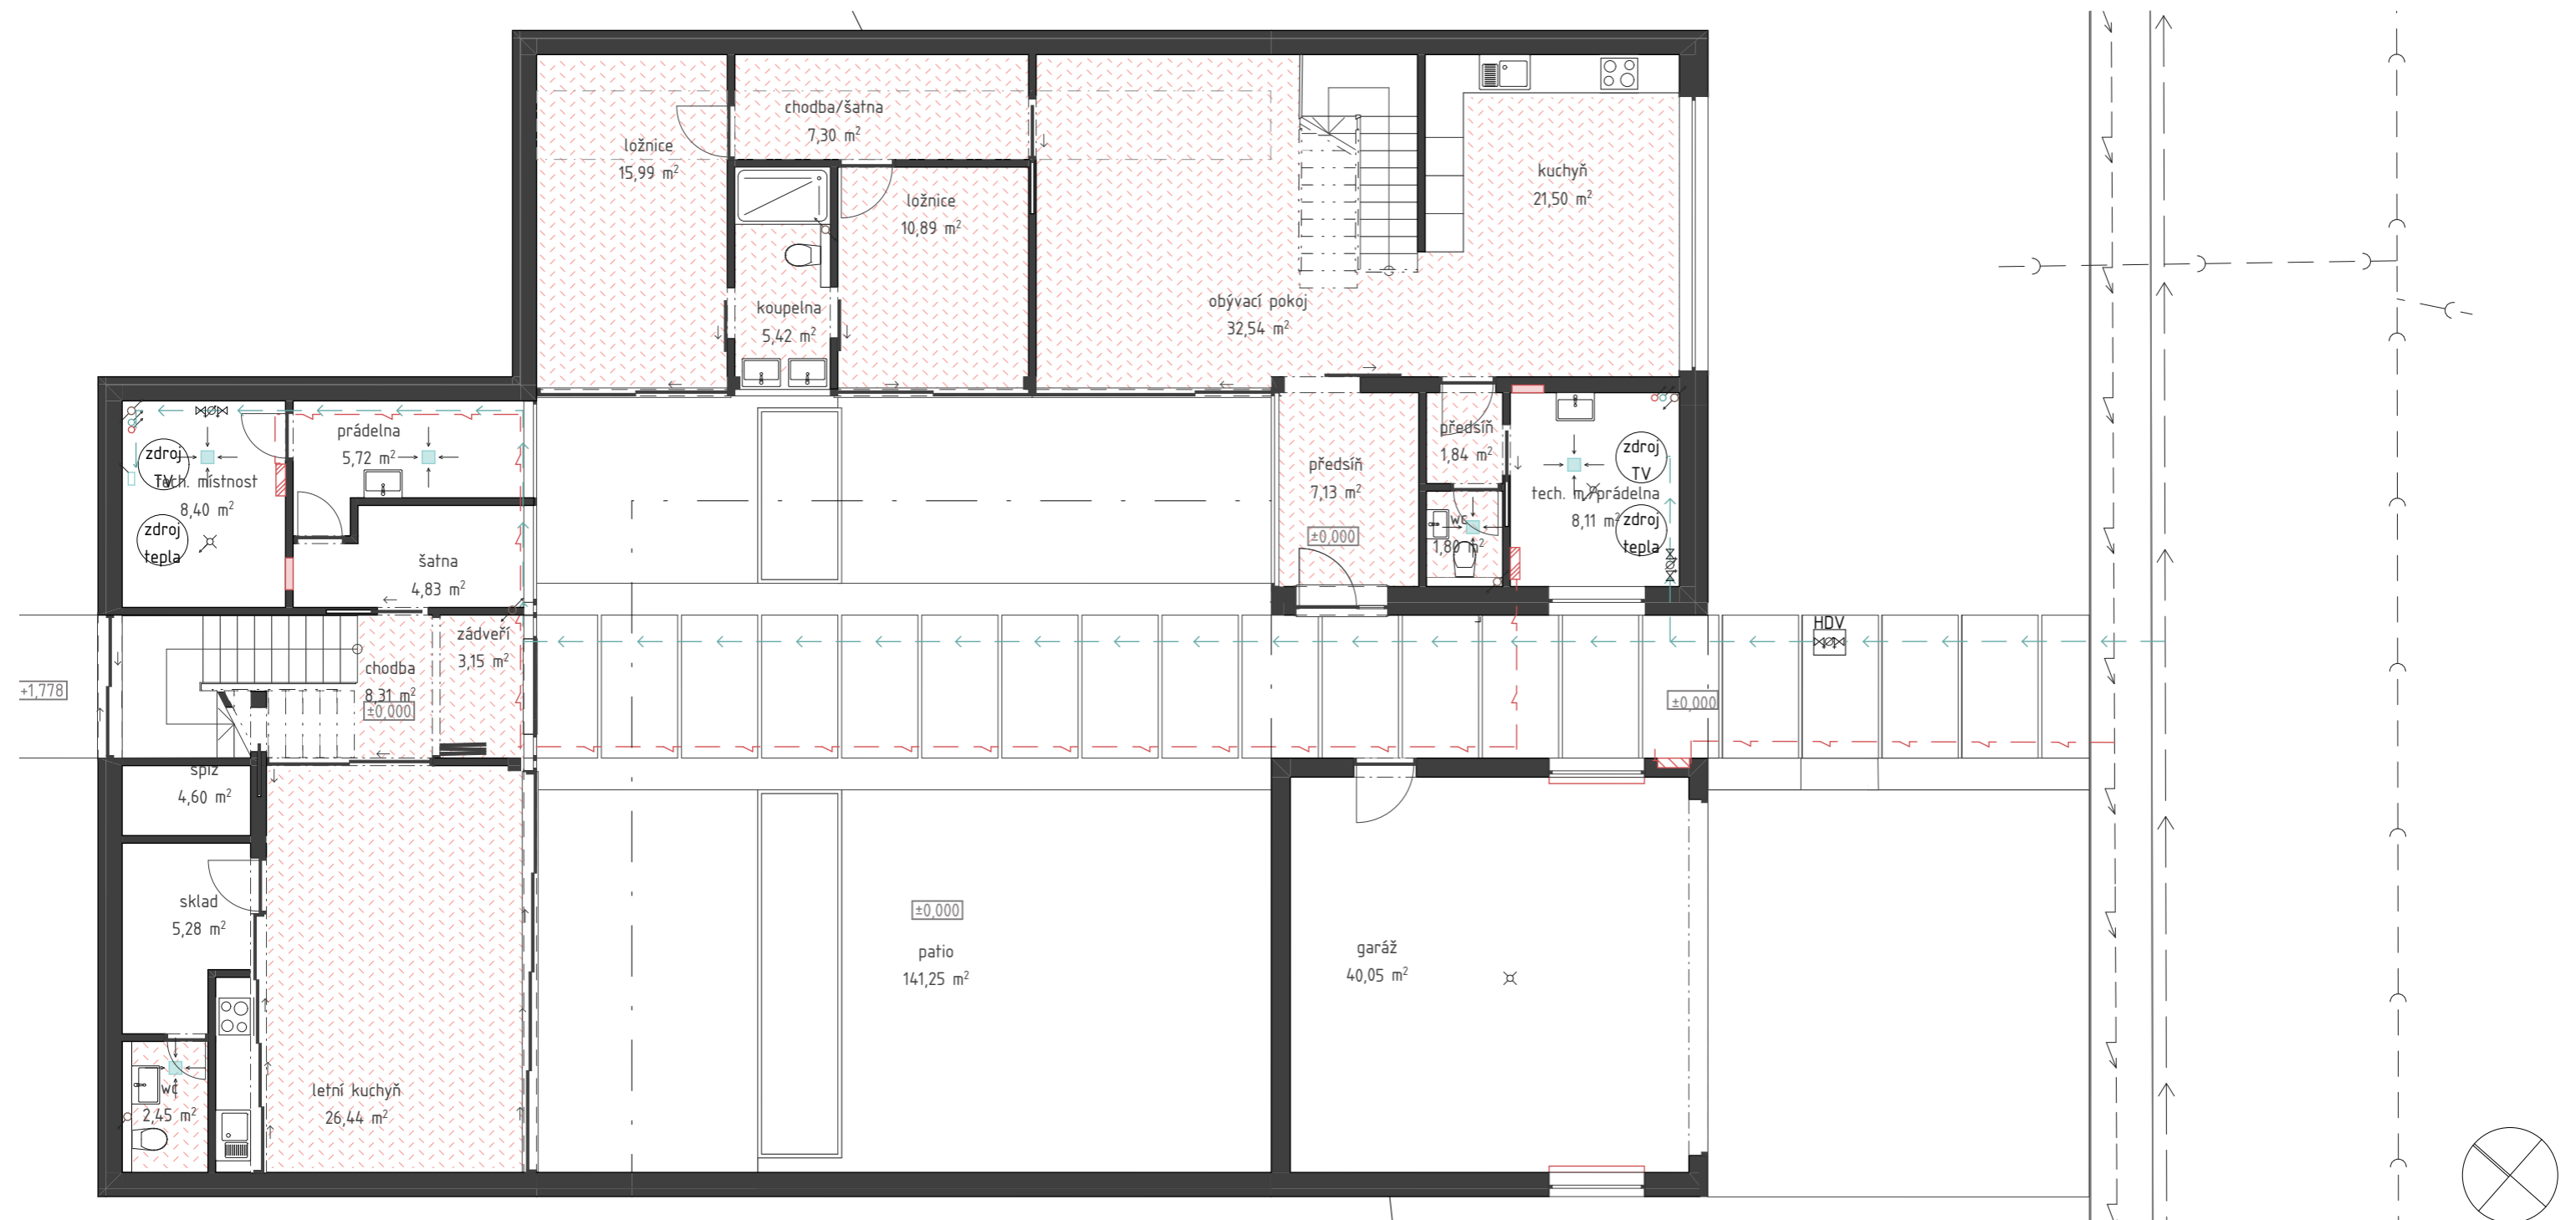 chodba/šatna
7,30 m²
ložnice
15,99 m²
kuchyň
21,50 m²
ložnice
10,89 m²
koupelna
5,42 m²
obývací pokoj
32,54 m²
prádelna
5,72 m²
zdroj
TV
tech. místnost
8,40 m²
zdroj
tepla
šatna
4,83 m²
předsíň
7,13 m²
±0,000
předsíň
1,84 m²
wc
1,80 m²
zdroj
TV
tech. m./prádelna
8,11 m²
zdroj
tepla
zádveří
3,15 m²
chodba
8,31 m²
±0,000
+1,778
HDV
±0,000
spíž
4,60 m²
sklad
5,28 m²
±0,000
patio
141,25 m²
garáž
40,05 m²
wc
2,45 m²
letní kuchyň
26,44 m²